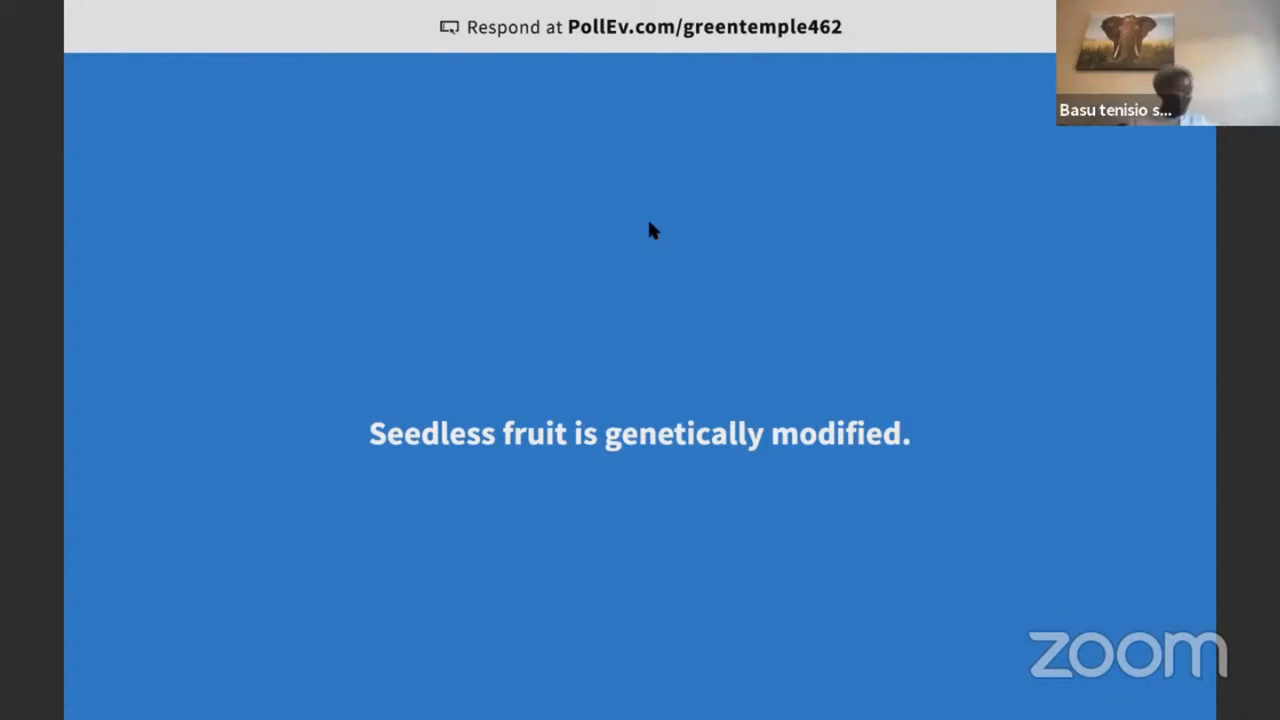 Respond at PollEv.com/greentemple462
Basu tenisio s...
Seedless fruit is genetically modified.
zoom